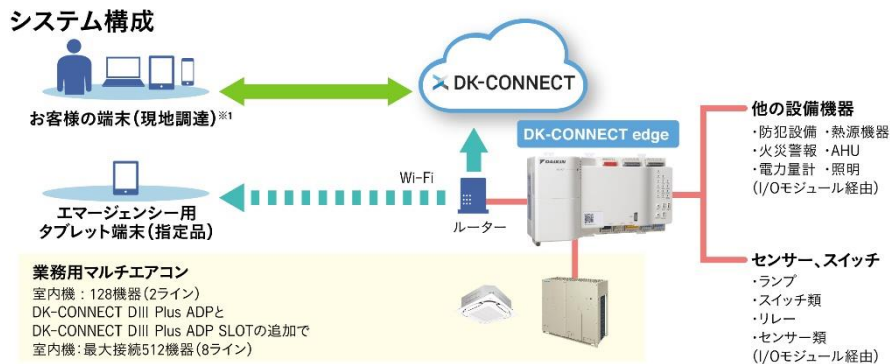 システム構成
DK-CONNECT
お客様の端末(現地調達)※1
DK-CONNECT edge
DAIKIN
他の設備機器
・防犯設備 ・熱源機器
・火災警報 ・AHU
・電力量計 ・照明
(I/Oモジュール経由)
Wi-Fi
エマージェンシー用
タブレット端末(指定品)
ルーター
業務用マルチエアコン
室内機：128機器(2ライン)
DK-CONNECT DⅢ Plus ADPと
DK-CONNECT DⅢ Plus ADP SLOTの追加で
室内機：最大接続512機器(8ライン)
センサー、スイッチ
・ランプ
・スイッチ類
・リレー
・センサー類
(I/Oモジュール経由)